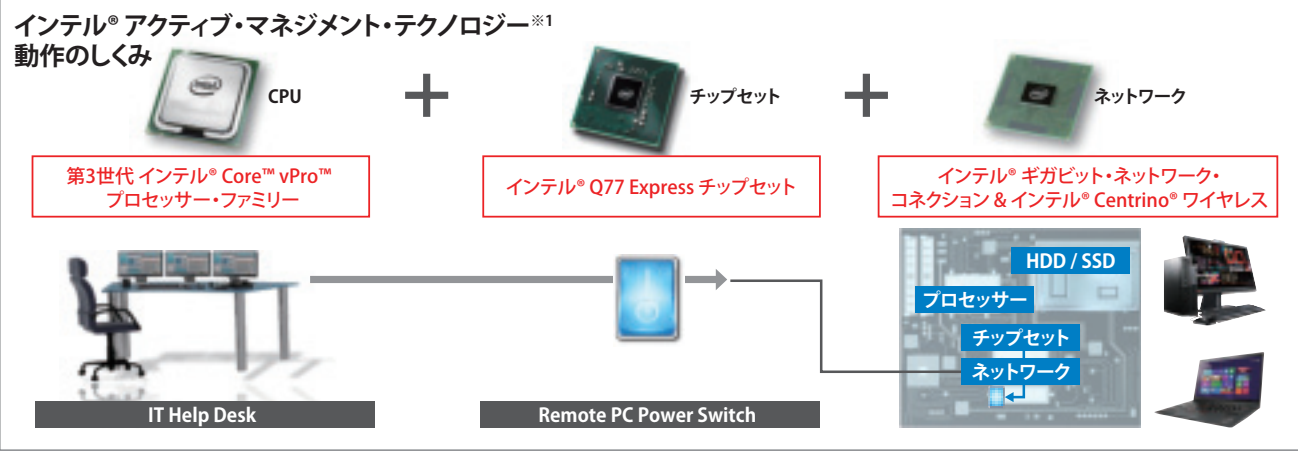 インテル® アクティブ・マネジメント・テクノロジー※1
動作のしくみ
CPU
チップセット
ネットワーク
第3世代 インテル® Core™ vPro™
プロセッサー・ファミリー
インテル® Q77 Express チップセット
インテル® ギガビット・ネットワーク・
コネクション & インテル® Centrino® ワイヤレス
HDD / SSD
プロセッサー
チップセット
ネットワーク
IT Help Desk
Remote PC Power Switch